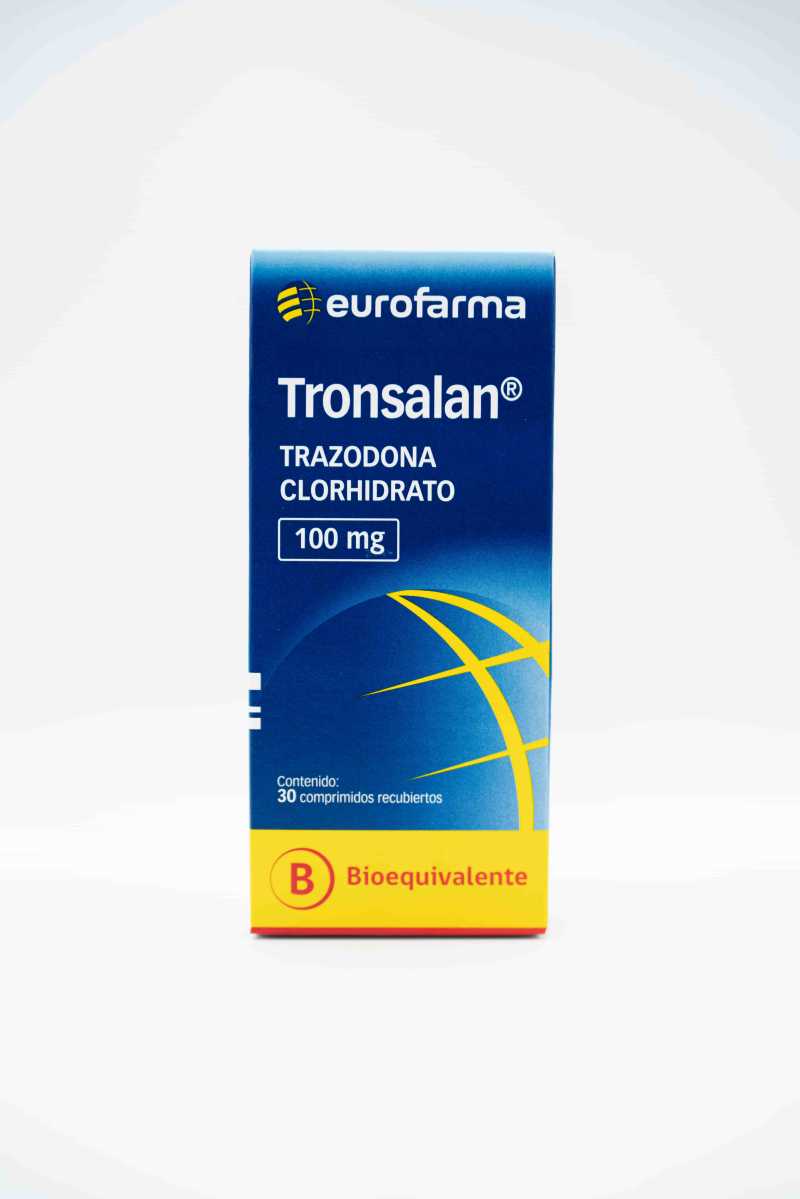 eurofarma
Tronsalan®
TRAZODONA
CLORHIDRATO
100 mg
Contenido:
30 comprimidos recubiertos
B Bioequivalente